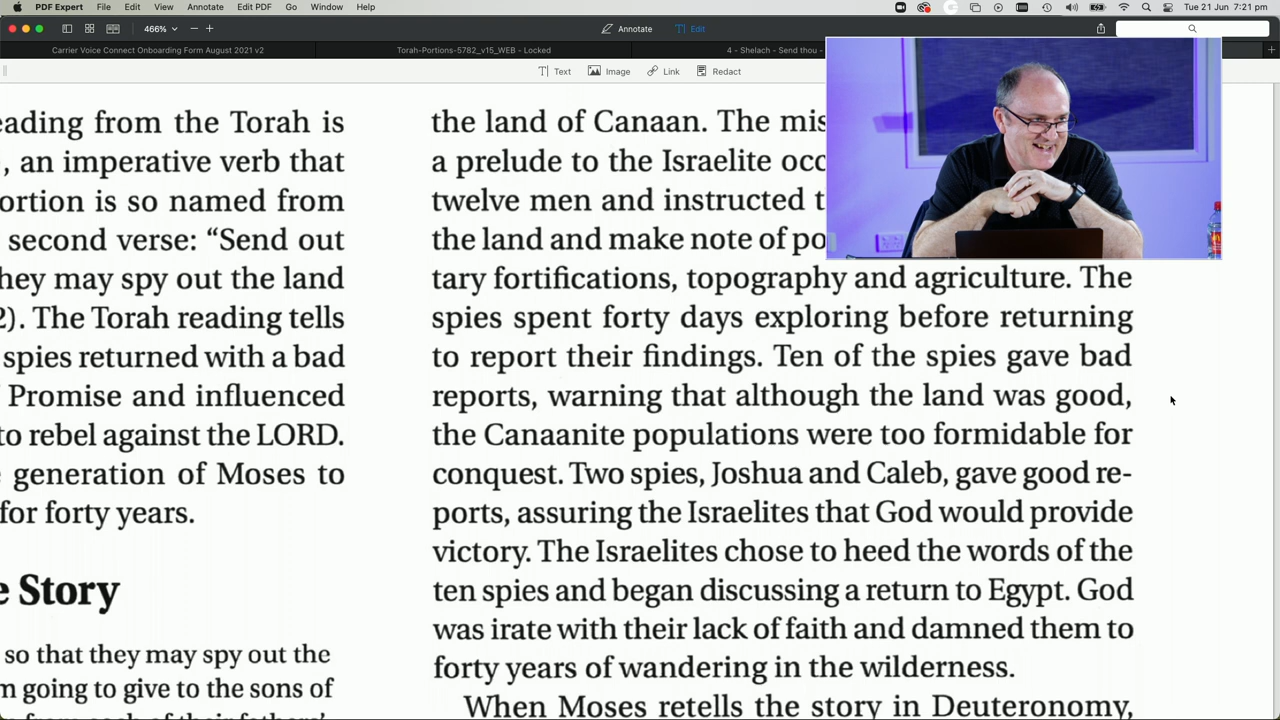 PDF Expert File Edit View Annotate Edit PDF Go Window Help
Tue 21 Jun 7:21 pm
466%
Annotate
Edit
Carrier Voice Connect Onboarding Form August 2021 v2
Torah-Portions-5782_v15_WEB - Locked
4 - Shelach - Send thou -
Text Image Link Redact
eading from the Torah is
, an imperative verb that
ortion is so named from
second verse: “Send out
hey may spy out the land
2). The Torah reading tells
spies returned with a bad
Promise and influenced
to rebel against the LORD.
generation of Moses to
for forty years.
e Story
so that they may spy out the
m going to give to the sons of
the land of Canaan. The mis
a prelude to the Israelite occ
twelve men and instructed t
the land and make note of po
tary fortifications, topography and agriculture. The
spies spent forty days exploring before returning
to report their findings. Ten of the spies gave bad
reports, warning that although the land was good,
the Canaanite populations were too formidable for
conquest. Two spies, Joshua and Caleb, gave good re-
ports, assuring the Israelites that God would provide
victory. The Israelites chose to heed the words of the
ten spies and began discussing a return to Egypt. God
was irate with their lack of faith and damned them to
forty years of wandering in the wilderness.
When Moses retells the story in Deuteronomy,